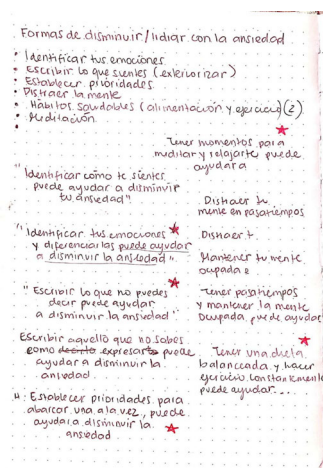 Formas de disminuir/lidiar con la ansiedad
• Identificar tus emociones
• Escribir lo que sientes (exteriorizar)
• Establecer prioridades
• Distraer la mente
• Hábitos saludables (alimentación y ejercicio) (2)
• Meditación
•
Tener momentos para
meditar y relajarte puede
ayudar a
"Identificar cómo te sientes
puede ayudar a disminuir
tu ansiedad"
Distraer tu
mente en pasatiempos
"Identificar tus emociones
y diferenciarlas puede ayudar
a disminuir la ansiedad".
Distraer t
Mantener tu mente
ocupada e
"Escribir lo que no puedes
decir puede ayudar
a disminuir la ansiedad"
Tener pasatiempos
y mantener la mente
ocupada, puede ayudar
Escribir aquello que no sabes
como decirlo expresarlo puede
ayudar a disminuir la
ansiedad.
Tener una dieta
balanceada y hacer
ejercicio constantemente
puede ayudar...
". Establecer prioridades para
abarcar una a la vez, puede
ayudar a disminuir la
ansiedad